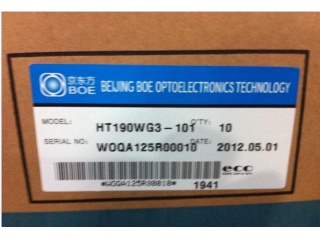 京东方
BOE BEIJING BOE OPTOELECTRONICS TECHNOLOGY
MODEL: HT190WG3-101 Q'TY: 10
SERIAL NO: WOQA125R00010 DATE: 2012.05.01
eco
*WOQA125R00010* 1941